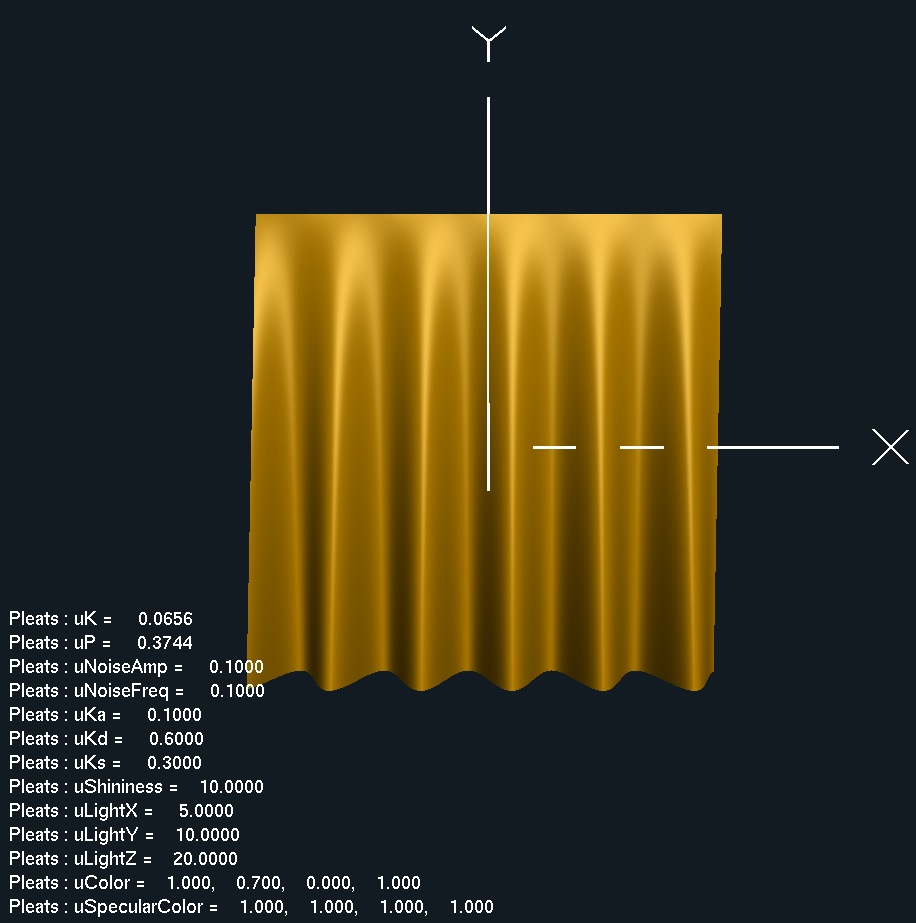 Y
X
Pleats : uK = 0.0656
Pleats : uP = 0.3744
Pleats : uNoiseAmp = 0.1000
Pleats : uNoiseFreq = 0.1000
Pleats : uKa = 0.1000
Pleats : uKd = 0.6000
Pleats : uKs = 0.3000
Pleats : uShininess = 10.0000
Pleats : uLightX = 5.0000
Pleats : uLightY = 10.0000
Pleats : uLightZ = 20.0000
Pleats : uColor = 1.000, 0.700, 0.000, 1.000
Pleats : uSpecularColor = 1.000, 1.000, 1.000, 1.000